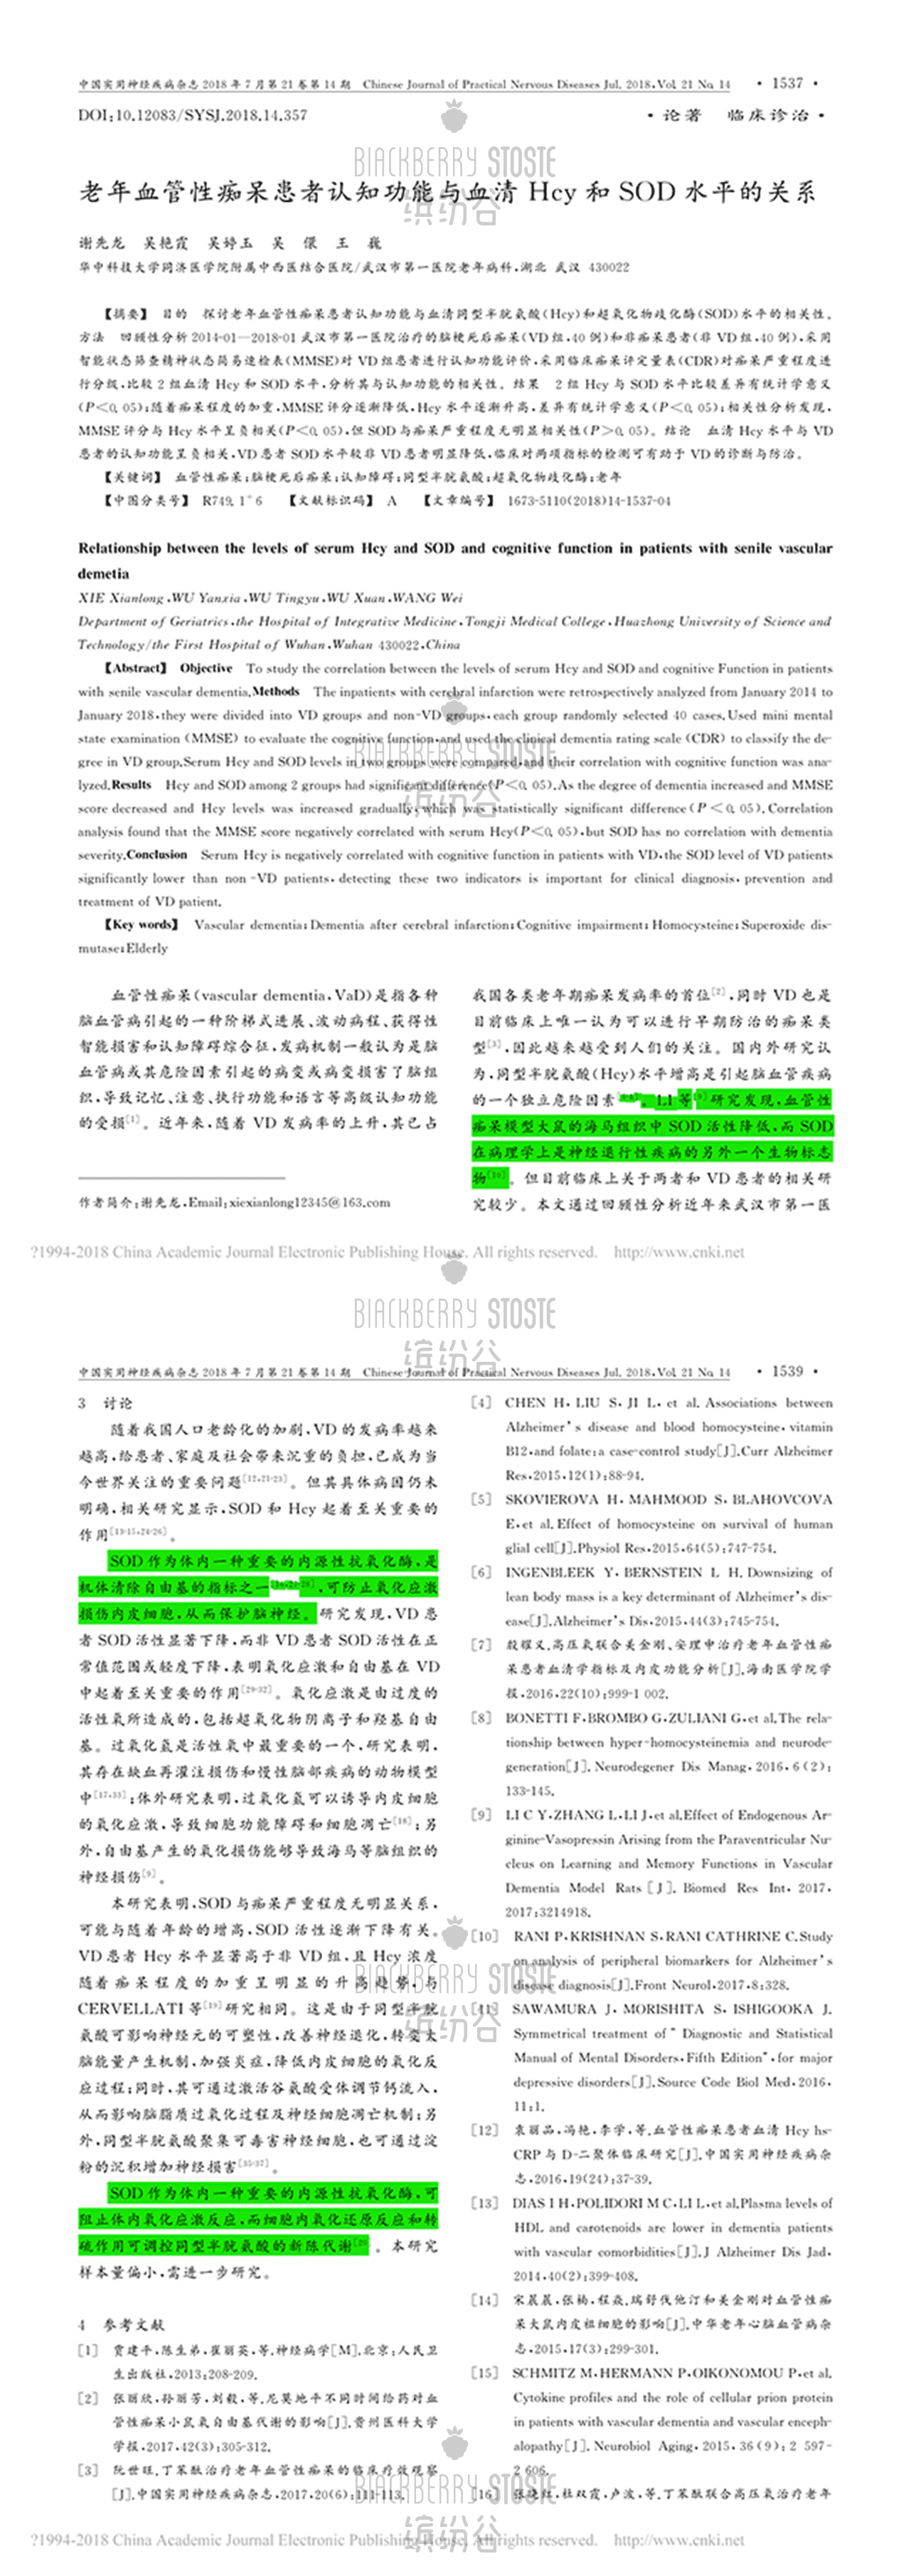 中国实用神经疾病杂志 2018 年 7 月第 21 卷第 14 期　Chinese Journal of Practical Nervous Diseases Jul. 2018,Vol. 21 No. 14　· 1537 ·
DOI:10.12083/SYSJ.2018.14.357　· 论著　临床诊治 ·
BlACKBERRY STOSTE
缤纷谷
老年血管性痴呆患者认知功能与血清 Hcy 和 SOD 水平的关系
谢先龙　吴艳霞　吴婷玉　吴　儇　王　巍
华中科技大学同济医学院附属中西医结合医院/武汉市第一医院老年病科,湖北　武汉　430022
【摘要】　目的　探讨老年血管性痴呆患者认知功能与血清同型半胱氨酸(Hcy)和超氧化物歧化酶(SOD)水平的相关性。
方法　回顾性分析 2014-01—2018-01 武汉市第一医院治疗的脑梗死后痴呆(VD 组,40 例)和非痴呆患者(非 VD 组,40 例),采用
智能状态筛查精神状态简易速检表(MMSE)对 VD 组患者进行认知功能评价,采用临床痴呆评定量表(CDR)对痴呆严重程度进
行分级,比较 2 组血清 Hcy 和 SOD 水平,分析其与认知功能的相关性。结果　2 组 Hcy 与 SOD 水平比较差异有统计学意义
(P<0. 05);随着痴呆程度的加重,MMSE 评分逐渐降低,Hcy 水平逐渐升高,差异有统计学意义(P<0. 05);相关性分析发现,
MMSE 评分与 Hcy 水平呈负相关(P<0. 05),但 SOD 与痴呆严重程度无明显相关性(P>0. 05)。结论　血清 Hcy 水平与 VD
患者的认知功能呈负相关,VD 患者 SOD 水平较非 VD 患者明显降低,临床对两项指标的检测可有助于 VD 的诊断与防治。
【关键词】　血管性痴呆;脑梗死后痴呆;认知障碍;同型半胱氨酸;超氧化物歧化酶;老年
【中图分类号】　R749. 1+6　【文献标识码】　A　【文章编号】　1673-5110(2018)14-1537-04
Relationship between the levels of serum Hcy and SOD and cognitive function in patients with senile vascular
demetia
XIE Xianlong,WU Yanxia,WU Tingyu,WU Xuan,WANG Wei
Department of Geriatrics,the Hospital of Integrative Medicine,Tongji Medical College,Huazhong University of Science and
Technology/the First Hospital of Wuhan,Wuhan 430022,China
【Abstract】　Objective　To study the correlation between the levels of serum Hcy and SOD and cognitive Function in patients
with senile vascular dementia.Methods　The inpatients with cerebral infarction were retrospectively analyzed from January 2014 to
January 2018,they were divided into VD groups and non-VD groups,each group randomly selected 40 cases.Used mini mental
state examination (MMSE) to evaluate the cognitive function,and used the clinical dementia rating scale (CDR) to classify the de-
gree in VD group.Serum Hcy and SOD levels in two groups were compared,and their correlation with cognitive function was ana-
lyzed.Results　Hcy and SOD among 2 groups had significant difference(P<0. 05).As the degree of dementia increased and MMSE
score decreased and Hcy levels was increased gradually, which was statistically significant difference (P<0. 05). Correlation
analysis found that the MMSE score negatively correlated with serum Hcy(P<0. 05),but SOD has no correlation with dementia
severity.Conclusion　Serum Hcy is negatively correlated with cognitive function in patients with VD,the SOD level of VD patients
significantly lower than non -VD patients, detecting these two indicators is important for clinical diagnosis, prevention and
treatment of VD patient.
【Key words】　Vascular dementia;Dementia after cerebral infarction;Cognitive impairment;Homocysteine;Superoxide dis-
mutase;Elderly
BlACKBERRY STOSTE
缤纷谷
血管性痴呆(vascular dementia,VaD)是指各种
脑血管病引起的一种阶梯式进展、波动病程、获得性
智能损害和认知障碍综合征,发病机制一般认为是脑
血管病或其危险因素引起的病变或病变损害了脑组
织,导致记忆、注意、执行功能和语言等高级认知功能
的受损[1]。近年来,随着 VD 发病率的上升,其已占
作者简介:谢先龙,Email:xiexianlong12345@163.com
我国各类老年期痴呆发病率的首位[2],同时 VD 也是
目前临床上唯一认为可以进行早期防治的痴呆类
型[3],因此越来越受到人们的关注。国内外研究认
为,同型半胱氨酸(Hcy)水平增高是引起脑血管疾病
的一个独立危险因素。LI 等[9]研究发现,血管性
痴呆模型大鼠的海马组织中 SOD 活性降低,而 SOD
在病理学上是神经退行性疾病的另外一个生物标志
物[10]。但目前临床上关于两者和 VD 患者的相关研
究较少。本文通过回顾性分析近年来武汉市第一医
?1994-2018 China Academic Journal Electronic Publishing House. All rights reserved.　http://www.cnki.net
BlACKBERRY STOSTE
缤纷谷
中国实用神经疾病杂志 2018 年 7 月第 21 卷第 14 期　Chinese Journal of Practical Nervous Diseases Jul. 2018,Vol. 21 No. 14　· 1539 ·
3　讨论
随着我国人口老龄化的加剧,VD 的发病率越来
越高,给患者、家庭及社会带来沉重的负担,已成为当
今世界关注的重要问题[12,21-23]。但其具体病因仍未
明确,相关研究显示,SOD 和 Hcy 起着至关重要的
作用[13-15,24-26]。
SOD 作为体内一种重要的内源性抗氧化酶,是
机体清除自由基的指标之一,可防止氧化应激
损伤内皮细胞,从而保护脑神经。研究发现,VD 患
者 SOD 活性显著下降,而非 VD 患者 SOD 活性在正
常值范围或轻度下降,表明氧化应激和自由基在 VD
中起着至关重要的作用[29-32]。氧化应激是由过度的
活性氧所造成的,包括超氧化物阴离子和羟基自由
基。过氧化氢是活性氧中最重要的一个,研究表明,
其存在缺血再灌注损伤和慢性脑部疾病的动物模型
中[17,33];体外研究表明,过氧化氢可以诱导内皮细胞
的氧化应激,导致细胞功能障碍和细胞凋亡[18];另
外,自由基产生的氧化损伤能够导致海马等脑组织的
神经损伤[9]。
本研究表明,SOD 与痴呆严重程度无明显关系,
可能与随着年龄的增高,SOD 活性逐渐下降有关。
VD 患者 Hcy 水平显著高于非 VD 组,且 Hcy 浓度
随着痴呆程度的加重呈明显的升高趋势,与
CERVELLATI 等[19]研究相同。这是由于同型半胱
氨酸可影响神经元的可塑性,改善神经退化,转变大
脑能量产生机制,加强炎症,降低内皮细胞的氧化反
应过程;同时,其可通过激活谷氨酸受体调节钙流入,
从而影响脑脂质过氧化过程及神经细胞凋亡机制;另
外,同型半胱氨酸聚集可毒害神经细胞,也可通过淀
粉的沉积增加神经损害[35-37]。
SOD 作为体内一种重要的内源性抗氧化酶,可
阻止体内氧化应激反应,而细胞内氧化还原反应和转
硫作用可调控同型半胱氨酸的新陈代谢[20]。本研究
样本量偏小,需进一步研究。
4　参考文献
[1]　贾建平,陈生弟,崔丽英,等.神经病学[M].北京:人民卫
生出版社,2013:208-209.
[2]　张丽欣,孙丽芳,刘毅,等.尼莫地平不同时间给药对血
管性痴呆小鼠氧自由基代谢的影响[J].贵州医科大学
学报,2017,42(3):305-312.
[3]　阮世旺.丁苯酞治疗老年血管性痴呆的临床疗效观察
[J].中国实用神经疾病杂志,2017,20(6):111-113.
[4]　CHEN H, LIU S, JI L, et al. Associations between
Alzheimer's disease and blood homocysteine, vitamin
B12,and folate:a case-control study[J].Curr Alzheimer
Res,2015,12(1):88-94.
[5]　SKOVIEROVA H, MAHMOOD S, BLAHOVCOVA
E,et al.Effect of homocysteine on survival of human
glial cell[J].Physiol Res,2015,64(5):747-754.
[6]　INGENBLEEK Y, BERNSTEIN L H. Downsizing of
lean body mass is a key determinant of Alzheimer's dis-
ease[J].Alzheimer's Dis,2015,44(3):745-754.
[7]　殷耀义.高压氧联合美金刚、安理申治疗老年血管性痴
呆患者血清学指标及内皮功能分析[J].海南医学院学
报,2016,22(10):999-1 002.
[8]　BONETTI F,BROMBO G,ZULIANI G,et al.The rela-
tionship between hyper-homocysteinemia and neurode-
generation[J]. Neurodegener Dis Manag, 2016, 6(2):
133-145.
[9]　LI C Y,ZHANG L,LI J,et al.Effect of Endogenous Ar-
ginine-Vasopressin Arising from the Paraventricular Nu-
cleus on Learning and Memory Functions in Vascular
Dementia Model Rats [J]. Biomed Res Int, 2017,
2017:3214918.
[10]　RANI P,KRISHNAN S,RANI CATHRINE C.Study
on analysis of peripheral biomarkers for Alzheimer's
disease diagnosis[J].Front Neurol,2017,8:328.
[11]　SAWAMURA J, MORISHITA S, ISHIGOOKA J.
Symmetrical treatment of "Diagnostic and Statistical
Manual of Mental Disorders,Fifth Edition", for major
depressive disorders[J].Source Code Biol Med,2016,
11:1.
[12]　袁丽品,冯艳,李学,等.血管性痴呆患者血清 Hcy hs-
CRP 与 D-二聚体临床研究[J].中国实用神经疾病杂
志,2016,19(24):37-39.
[13]　DIAS I H,POLIDORI M C,LI L,et al.Plasma levels of
HDL and carotenoids are lower in dementia patients
with vascular comorbidities[J].J Alzheimer Dis Jad,
2014,40(2):399-408.
[14]　宋晨晨,张楠,程焱.瑞舒伐他汀和美金刚对血管性痴
呆大鼠内皮祖细胞的影响[J].中华老年心脑血管病杂
志,2015,17(3):299-301.
[15]　SCHMITZ M,HERMANN P,OIKONOMOU P,et al.
Cytokine profiles and the role of cellular prion protein
in patients with vascular dementia and vascular enceph-
alopathy[J]. Neurobiol Aging, 2015, 36(9): 2 597-
2 606.
[16]　张晓红,杜双霞,卢波,等.丁苯酞联合高压氧治疗老年
BlACKBERRY STOSTE
缤纷谷
BlACKBERRY STOSTE
缤纷谷
?1994-2018 China Academic Journal Electronic Publishing House. All rights reserved.　http://www.cnki.net